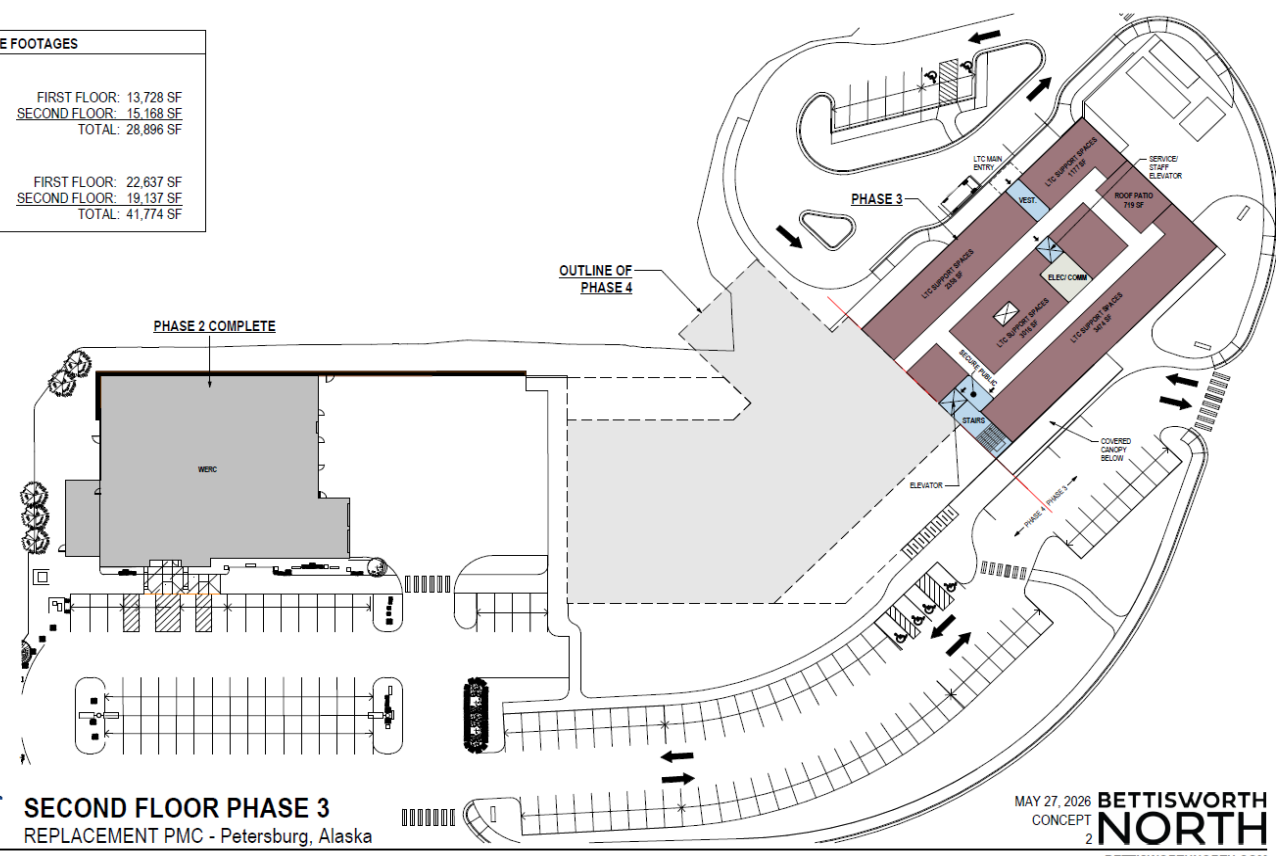 E FOOTAGES
FIRST FLOOR: 13,728 SF
SECOND FLOOR: 15,168 SF
TOTAL: 28,896 SF
FIRST FLOOR: 22,637 SF
SECOND FLOOR: 19,137 SF
TOTAL: 41,774 SF
LTC MAIN
ENTRY
LTC SUPPORT SPACES
1177 SF
SERVICE/
STAFF
ELEVATOR
PHASE 3
VEST.
ROOF PATIO
719 SF
OUTLINE OF
PHASE 4
LTC SUPPORT SPACES
2358 SF
ELEC/ COMM
LTC SUPPORT SPACES
LTC SUPPORT SPACES
3474 SF
PHASE 2 COMPLETE
SECURE PUBLIC
STAIRS
WERC
COVERED
CANOPY
BELOW
ELEVATOR
PHASE 4
PHASE 3
SECOND FLOOR PHASE 3
REPLACEMENT PMC - Petersburg, Alaska
MAY 27, 2026
CONCEPT
2
BETTISWORTH
NORTH